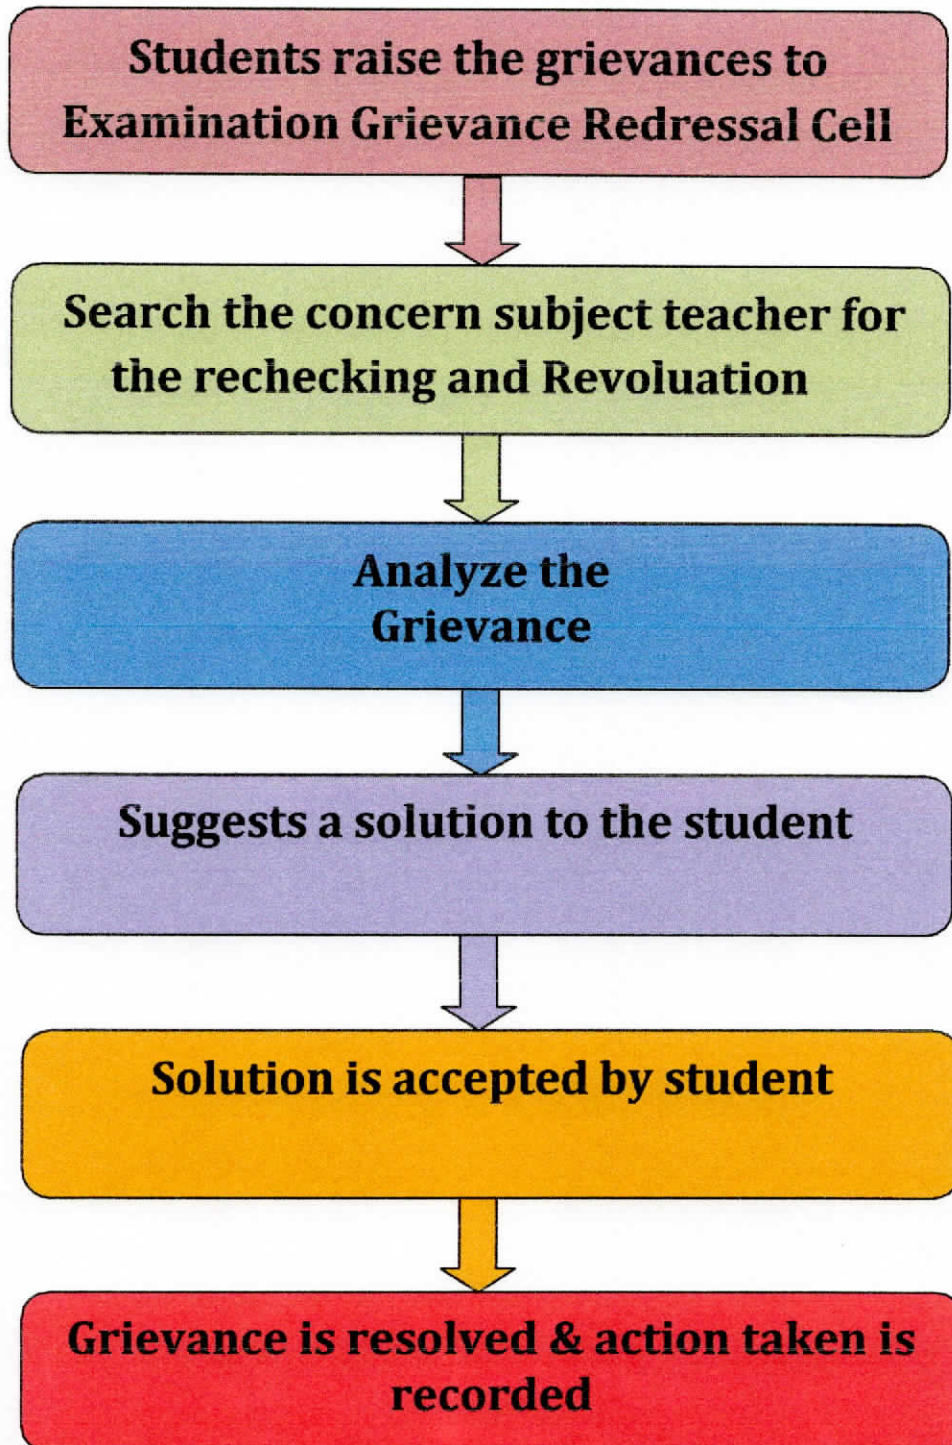 Students raise the grievances to
Examination Grievance Redressal Cell
Search the concern subject teacher for
the rechecking and Revoluation
Analyze the
Grievance
Suggests a solution to the student
Solution is accepted by student
Grievance is resolved & action taken is
recorded